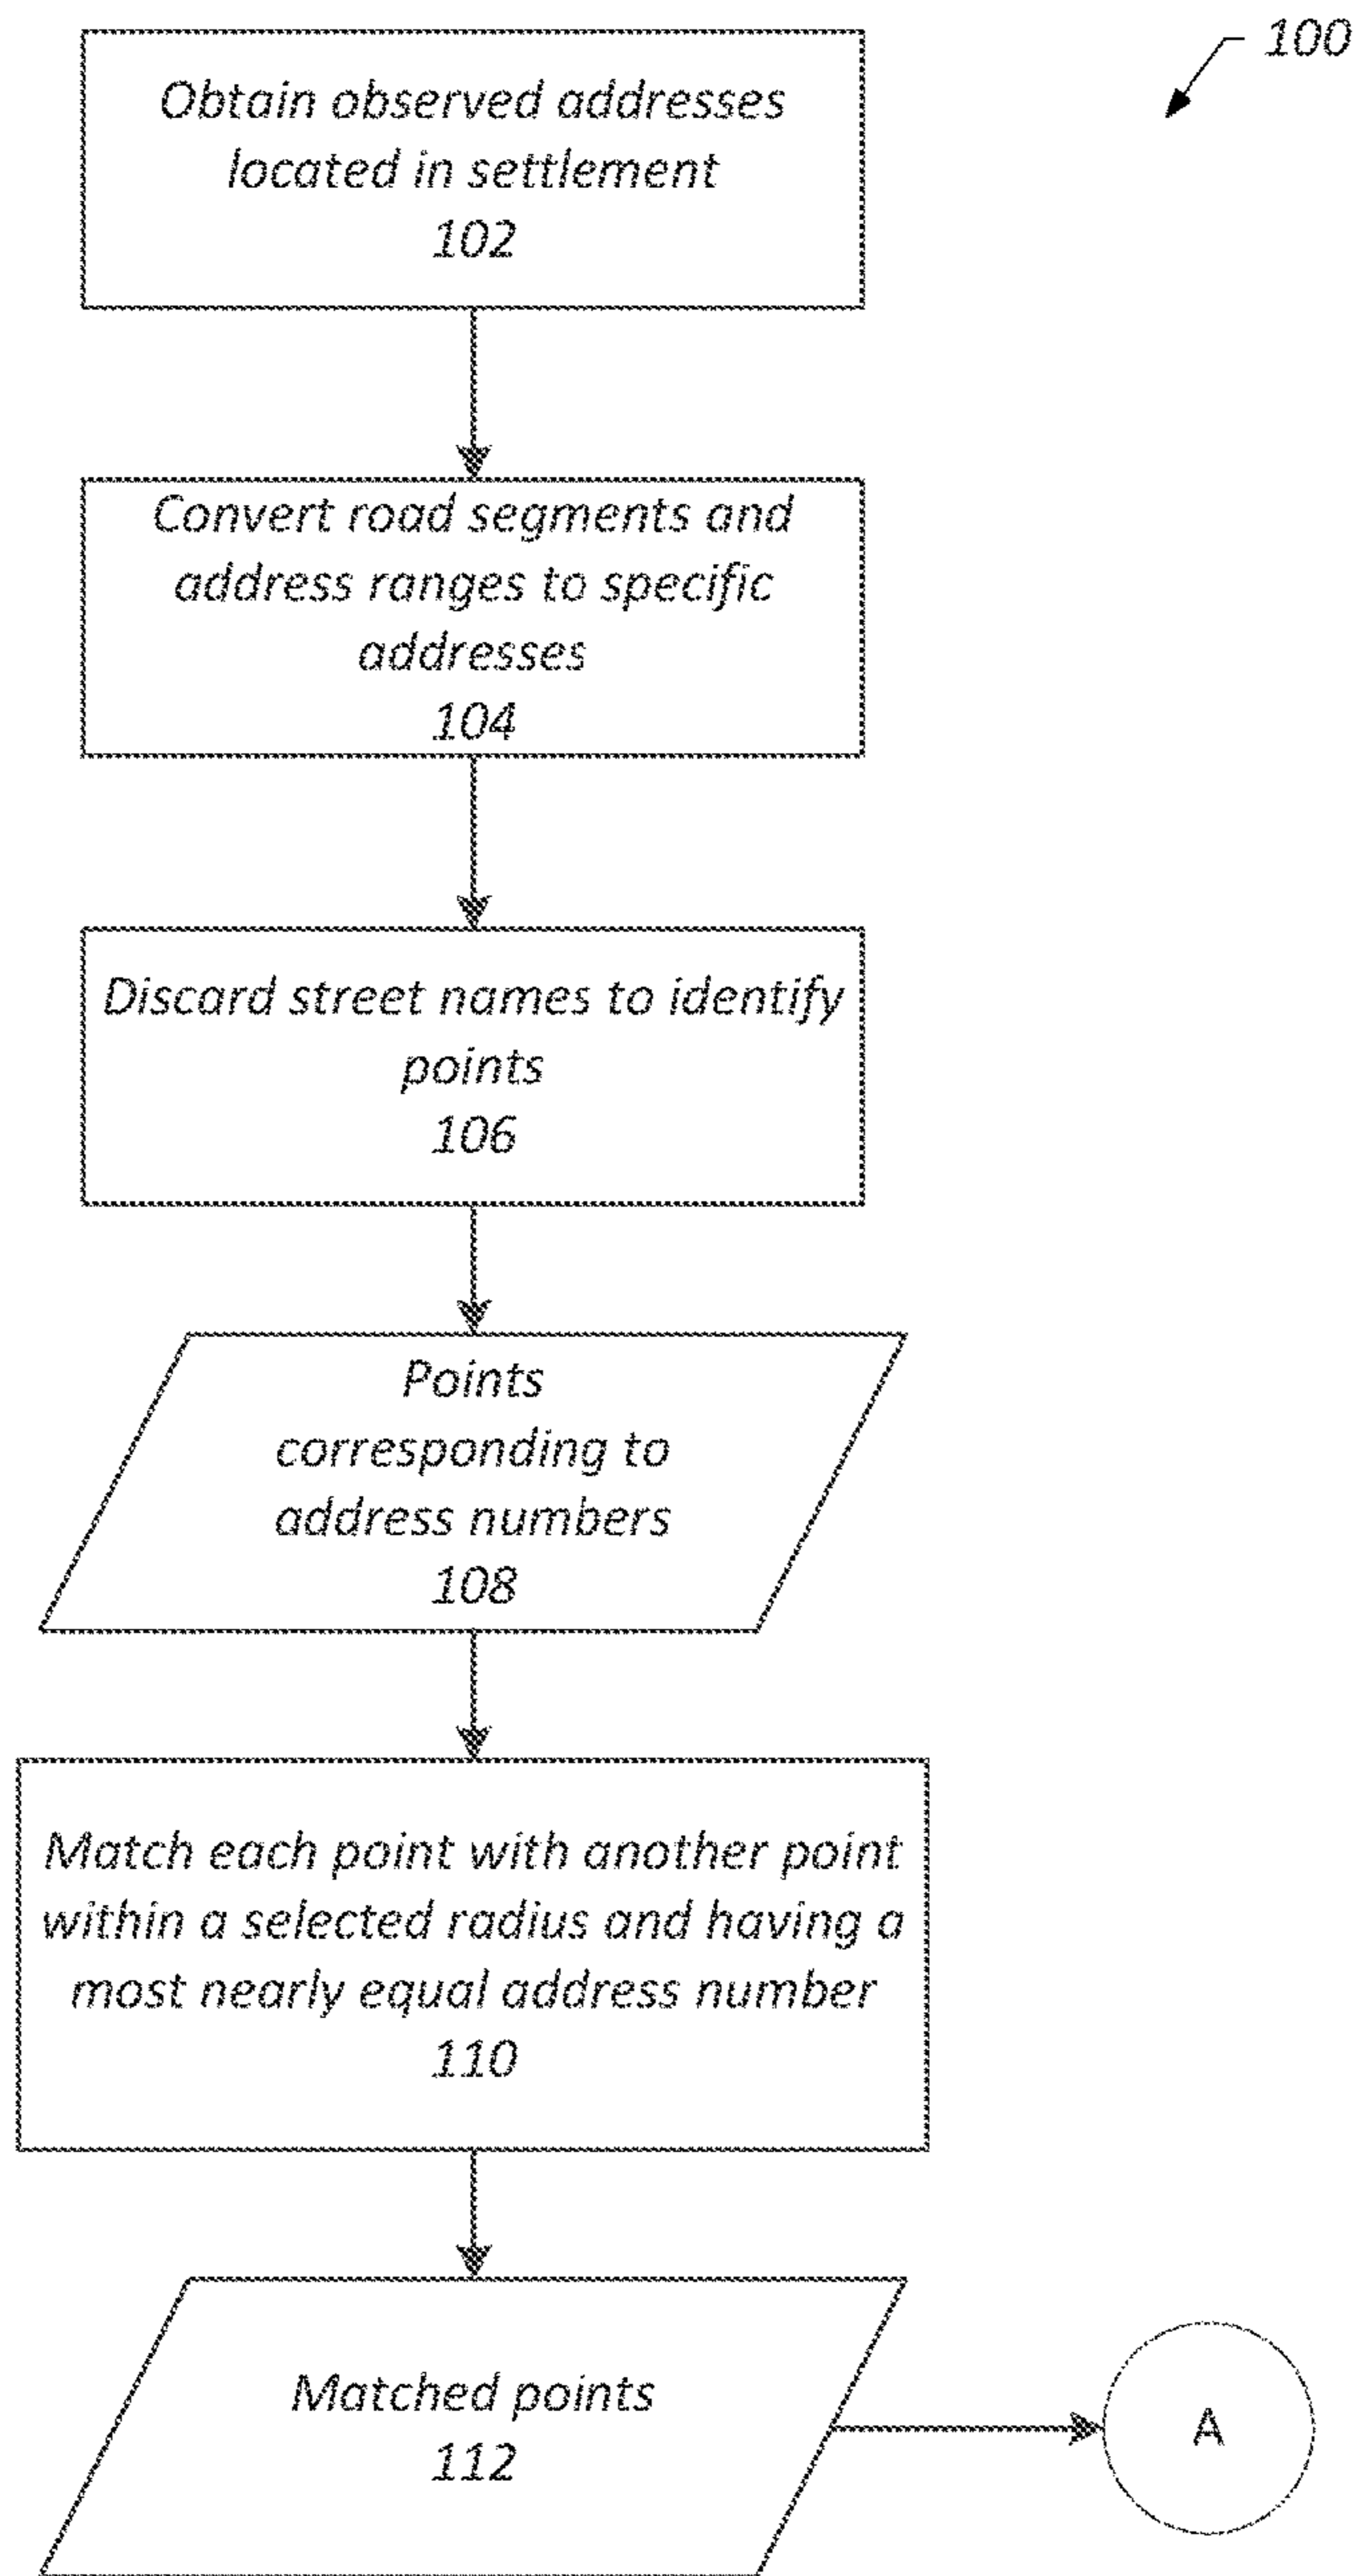 100
Obtain observed addresses
located in settlement
102
Convert road segments and
address ranges to specific
addresses
104
Discard street names to identify
points
106
Points
corresponding to
address numbers
108
Match each point with another point
within a selected radius and having a
most nearly equal address number
110
Matched points
112
A